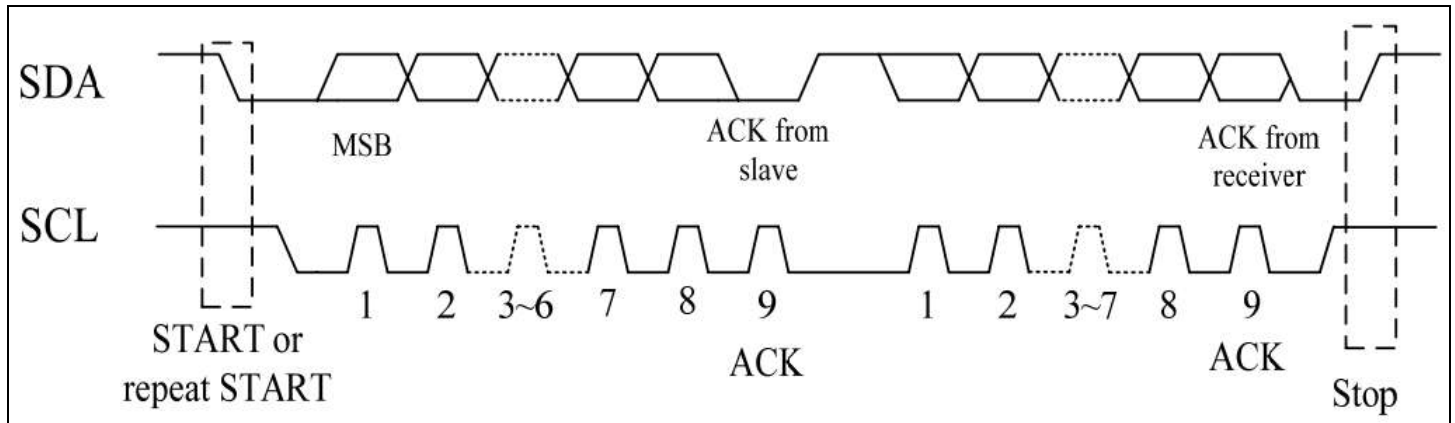 SDA
MSB
ACK from
slave
ACK from
receiver
SCL
1 2 3~6 7 8 9 1 2 3~7 8 9
START or
repeat START
ACK
ACK
Stop